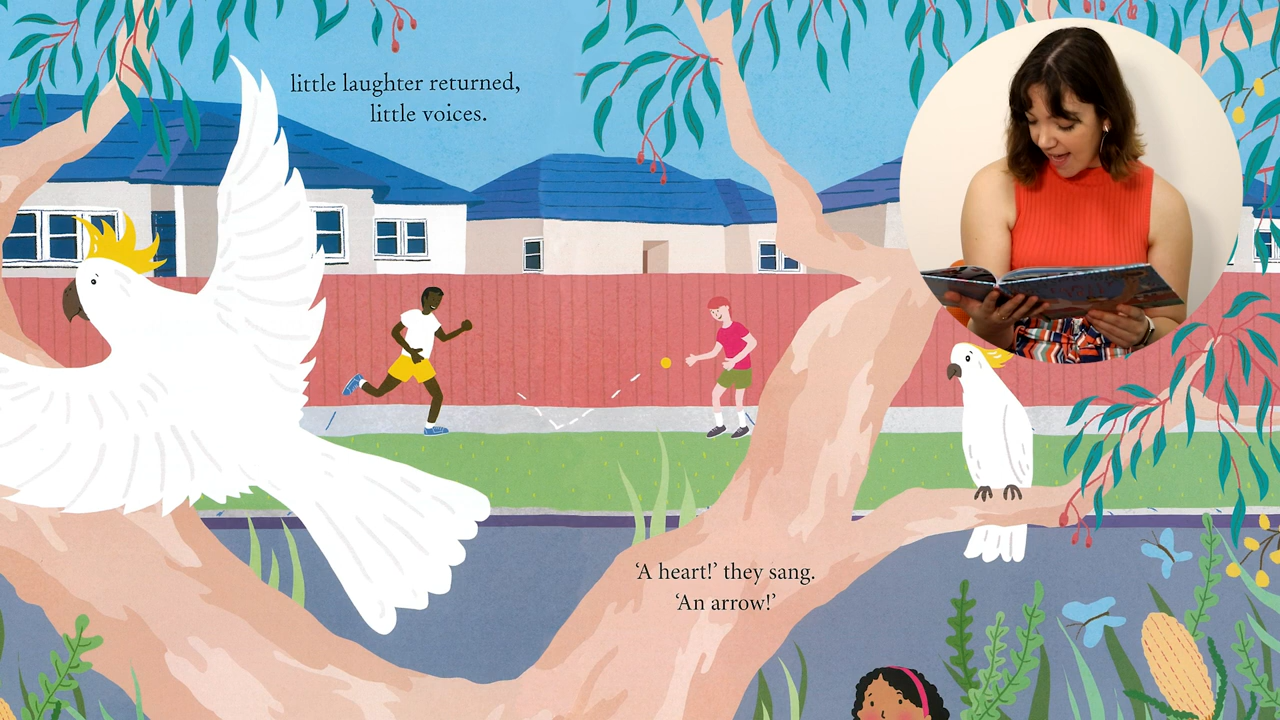 little laughter returned,
little voices.
‘A heart!’ they sang.
‘An arrow!’